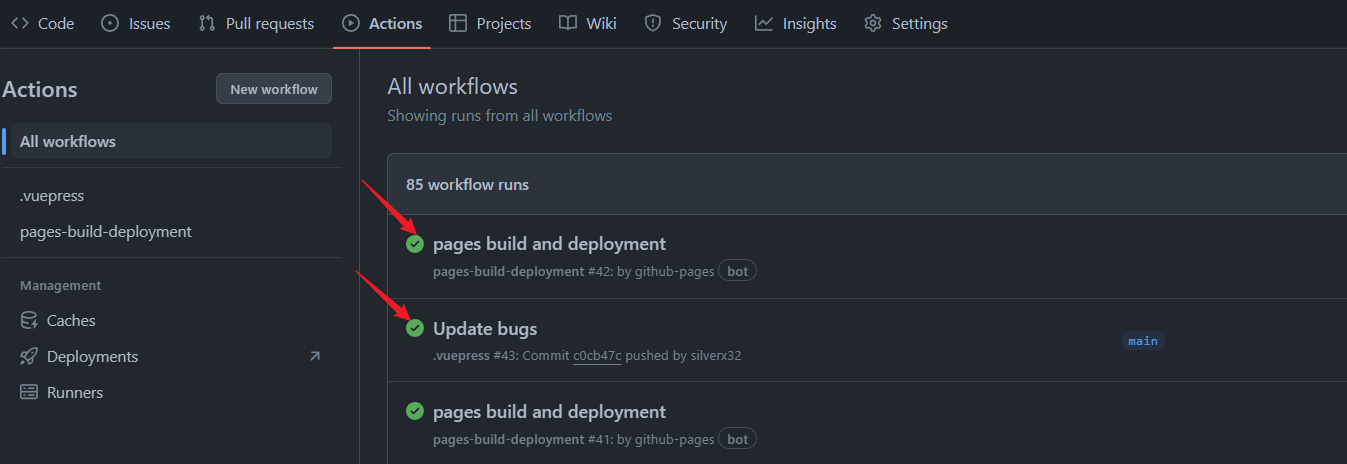 Code Issues Pull requests Actions Projects Wiki Security Insights Settings
Actions
New workflow
All workflows
.vuepress
pages-build-deployment
Management
Caches
Deployments
Runners
All workflows
Showing runs from all workflows
85 workflow runs
pages build and deployment
pages-build-deployment #42: by github-pages bot
Update bugs
.vuepress #43: Commit c0cb47c pushed by silverx32
main
pages build and deployment
pages-build-deployment #41: by github-pages bot